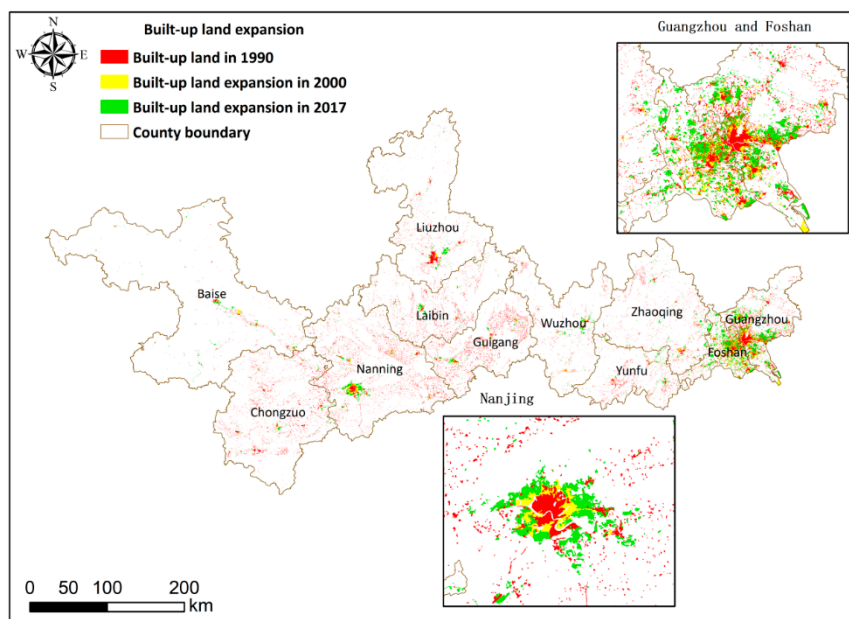 Guangzhou and Foshan
N
W E
S
Built-up land expansion
Built-up land in 1990
Built-up land expansion in 2000
Built-up land expansion in 2017
County boundary
Liuzhou
Baise
Laibin
Wuzhou
Zhaoqing
Guangzhou
Guigang
Foshan
Nanning
Yunfu
Chongzuo
Nanjing
0 50 100 200
km